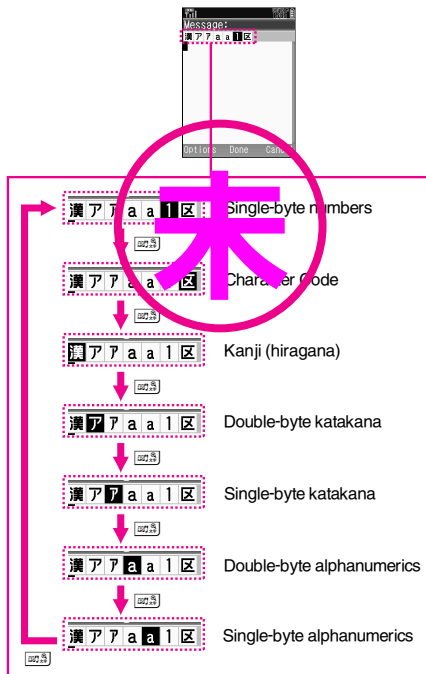 Message:
漢アアaa1区
Options Done Can
未
漢アアaa1区 Single-byte numbers
漢アアaa区 Character Code
漢アアaa1区 Kanji (hiragana)
漢アアaa1区 Double-byte katakana
漢アアaa1区 Single-byte katakana
漢アアaa1区 Double-byte alphanumerics
漢アアaa1区 Single-byte alphanumerics